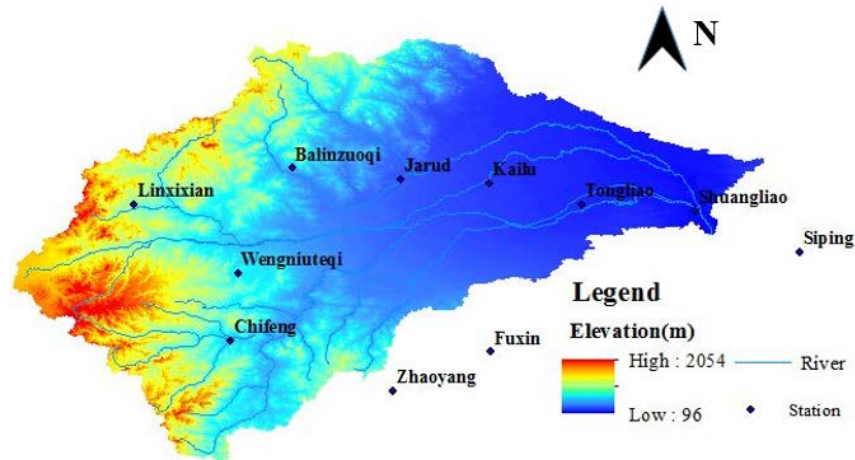 N
Balinzuoqi
Jarud
Kailu
Linxixian
Tongliao
Shuangliao
Siping
Wengniuteqi
Legend
Chifeng
Elevation(m)
Fuxin
High : 2054
River
Zhaoyang
Low : 96
Station